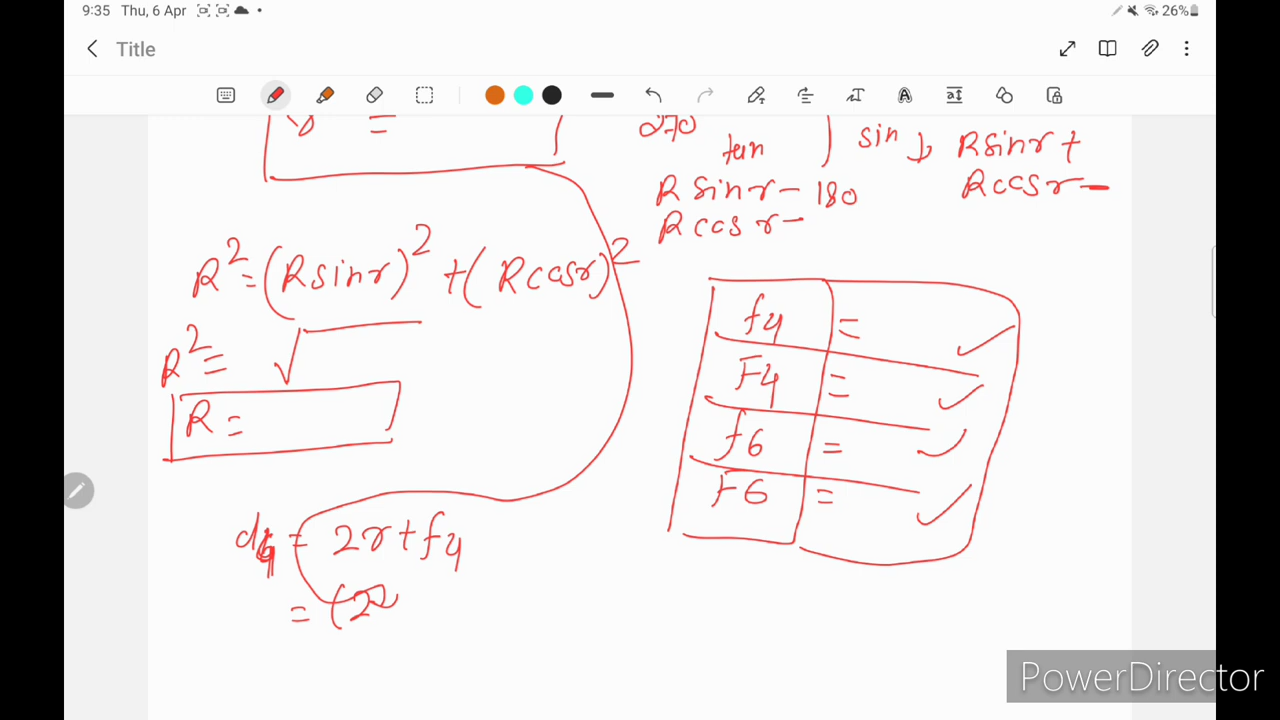 9:35 Thu, 6 Apr
26%
Title
γ =
270
tan
sin
R sin r +
R cos r -
R sin r - 180
R cos r -
R² = (R sin r)² + (R cos r)²
R² = √
R =
f4 =
F4 =
f6 =
F6 =
= 2r + f4
= (2
PowerDirector